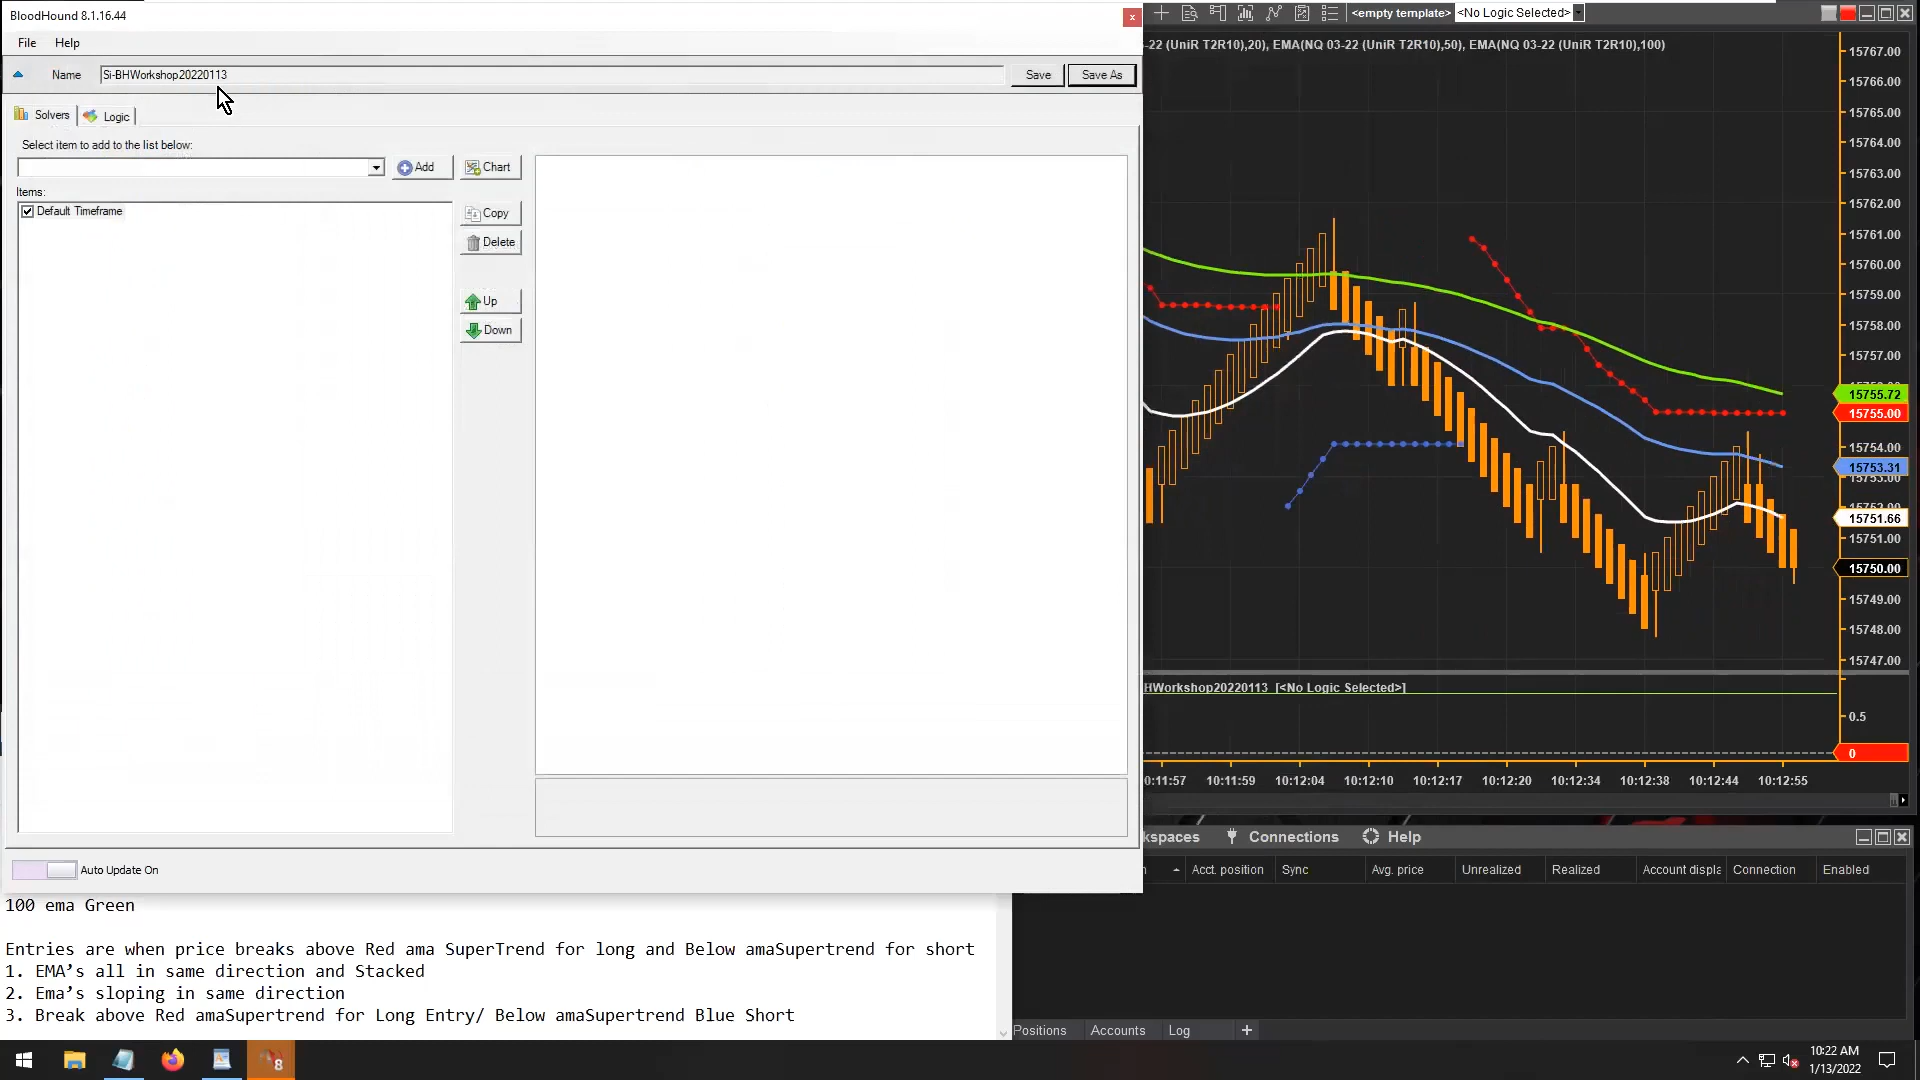 BloodHound 8.1.16.44
x
File Help
Name Si-BHWorkshop20220113 Save Save As
Solvers Logic
Select item to add to the list below:
Add Chart
Items:
Default Timeframe
Copy
Delete
Up
Down
Auto Update On
<empty template> <No Logic Selected>
-22 (UniR T2R10),20), EMA(NQ 03-22 (UniR T2R10),50), EMA(NQ 03-22 (UniR T2R10),100)
15767.00
15766.00
15765.00
15764.00
15763.00
15762.00
15761.00
15760.00
15759.00
15758.00
15757.00
15755.72
15755.00
15754.00
15753.31
15753.00
15751.66
15751.00
15750.00
15749.00
15748.00
15747.00
HWorkshop20220113 [<No Logic Selected>]
0.5
0
0:11:57 10:11:59 10:12:04 10:12:10 10:12:17 10:12:20 10:12:34 10:12:38 10:12:44 10:12:55
kspaces Connections Help
Acct. position Sync Avg. price Unrealized Realized Account displa Connection Enabled
Positions Accounts Log +
100 ema Green
Entries are when price breaks above Red ama SuperTrend for long and Below amaSupertrend for short
1. EMA’s all in same direction and Stacked
2. Ema’s sloping in same direction
3. Break above Red amaSupertrend for Long Entry/ Below amaSupertrend Blue Short
8
10:22 AM
1/13/2022